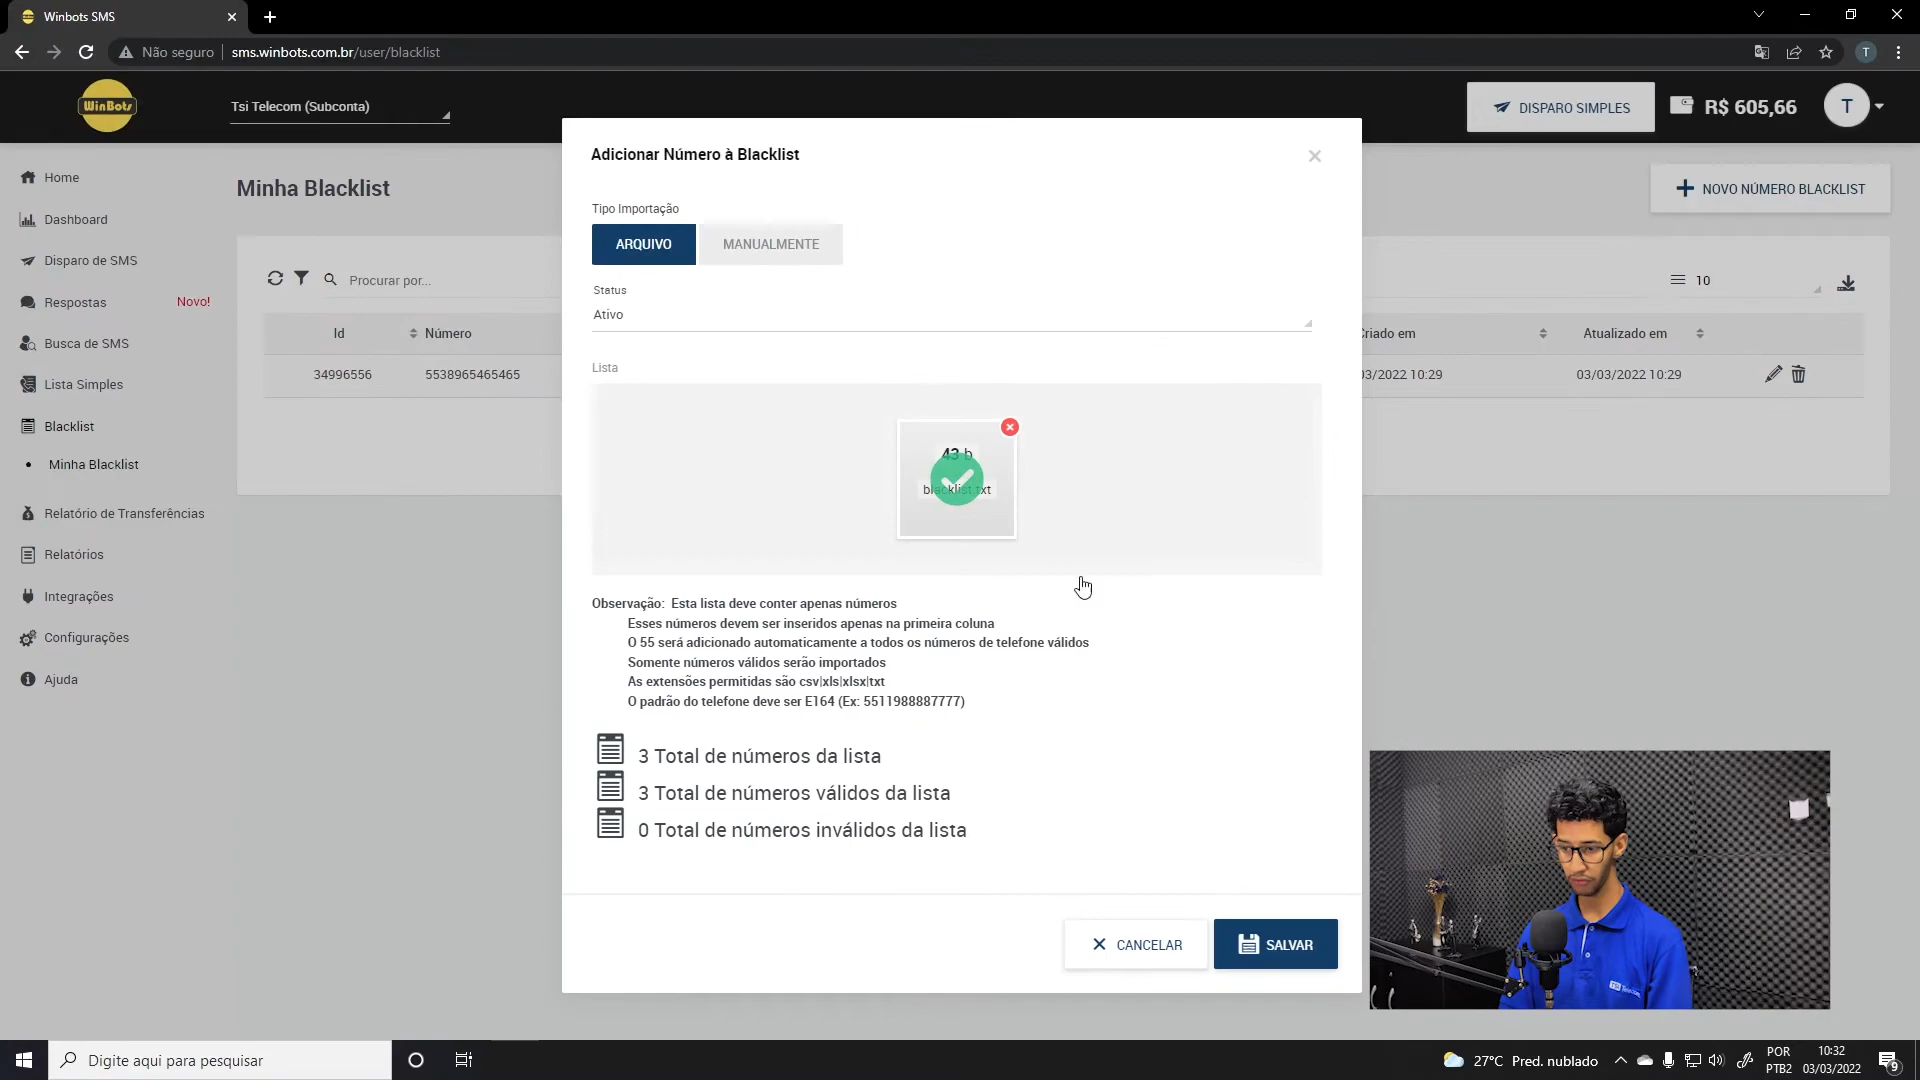 Winbots SMS
Não seguro
sms.winbots.com.br/user/blacklist
T
WinBots
Tsi Telecom (Subconta)
DISPARO SIMPLES
R$ 605,66
T
Home
Dashboard
Disparo de SMS
Respostas
Novo!
Busca de SMS
Lista Simples
Blacklist
Minha Blacklist
Relatório de Transferências
Relatórios
Integrações
Configurações
Ajuda
Minha Blacklist
NOVO NÚMERO BLACKLIST
Procurar por...
10
Id
Número
Criado em
Atualizado em
34996556
5538965465465
03/2022 10:29
03/03/2022 10:29
Adicionar Número à Blacklist
Tipo Importação
ARQUIVO
MANUALMENTE
Status
Ativo
Lista
43 b
blacklist.txt
Observação: Esta lista deve conter apenas números
Esses números devem ser inseridos apenas na primeira coluna
O 55 será adicionado automaticamente a todos os números de telefone válidos
Somente números válidos serão importados
As extensões permitidas são csv|xls|xlsx|txt
O padrão do telefone deve ser E164 (Ex: 5511988887777)
3 Total de números da lista
3 Total de números válidos da lista
0 Total de números inválidos da lista
CANCELAR
SALVAR
Digite aqui para pesquisar
27°C Pred. nublado
POR
PTB2
10:32
03/03/2022
9